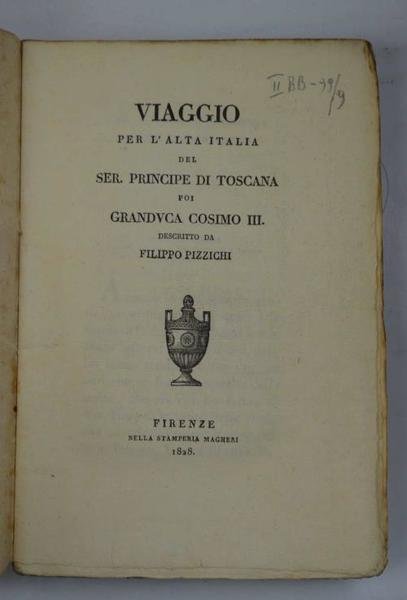 II BB-39/9
VIAGGIO
PER L'ALTA ITALIA
DEL
SER. PRINCIPE DI TOSCANA
POI
GRANDVCA COSIMO III.
DESCRITTO DA
FILIPPO PIZZICHI
FIRENZE
NELLA STAMPERIA MAGHERI
1828.